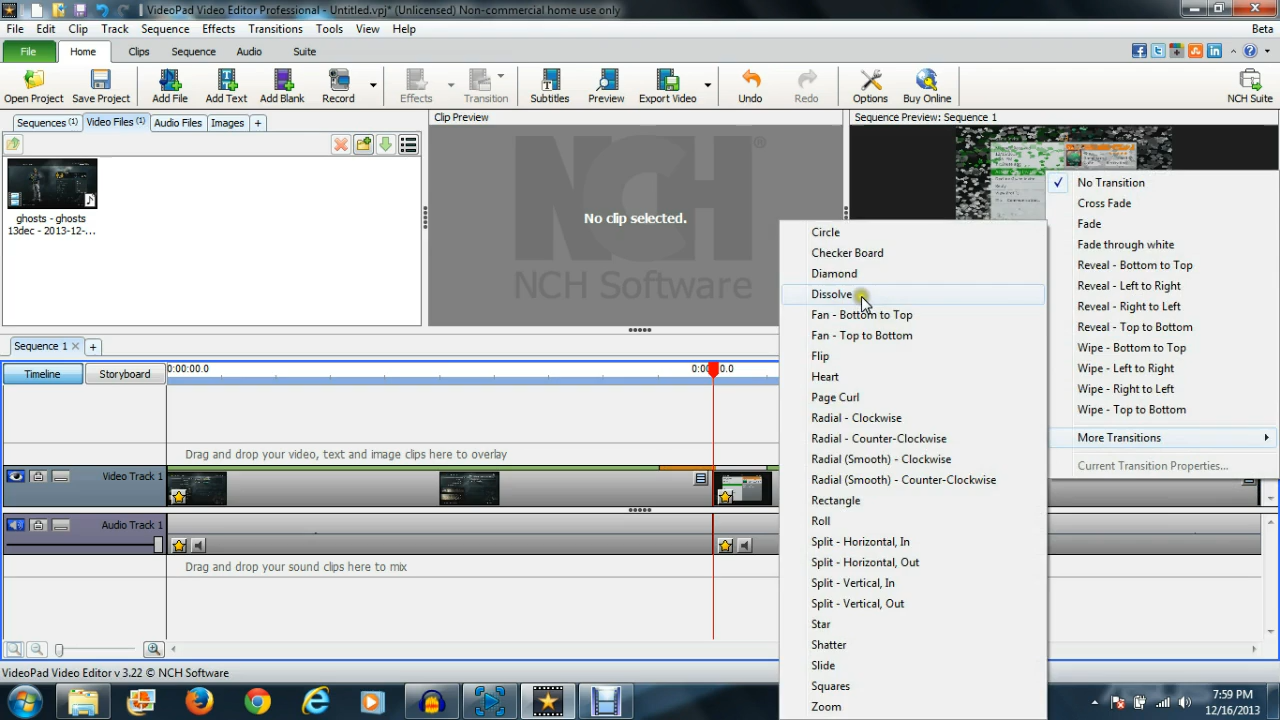 VideoPad Video Editor Professional - Untitled.vpj* (Unlicensed) Non-commercial home use only
File Edit Clip Track Sequence Effects Transitions Tools View Help Beta
File Home Clips Sequence Audio Suite
Open Project Save Project Add File Add Text Add Blank Record Effects Transition Subtitles Preview Export Video Undo Redo Options Buy Online NCH Suite
Sequences (1) Video Files (1) Audio Files Images +
Clip Preview
Sequence Preview: Sequence 1
ghosts - ghosts
13dec - 2013-12-...
NCH
No clip selected.
NCH Software
No Transition
Cross Fade
Fade
Fade through white
Reveal - Bottom to Top
Reveal - Left to Right
Reveal - Right to Left
Reveal - Top to Bottom
Wipe - Bottom to Top
Wipe - Left to Right
Wipe - Right to Left
Wipe - Top to Bottom
More Transitions
Current Transition Properties...
Circle
Checker Board
Diamond
Dissolve
Fan - Bottom to Top
Fan - Top to Bottom
Flip
Heart
Page Curl
Radial - Clockwise
Radial - Counter-Clockwise
Radial (Smooth) - Clockwise
Radial (Smooth) - Counter-Clockwise
Rectangle
Roll
Split - Horizontal, In
Split - Horizontal, Out
Split - Vertical, In
Split - Vertical, Out
Star
Shatter
Slide
Squares
Zoom
Sequence 1 × +
Timeline Storyboard 0:00:00.0
Drag and drop your video, text and image clips here to overlay
Video Track 1
Audio Track 1
Drag and drop your sound clips here to mix
VideoPad Video Editor v 3.22 © NCH Software
7:59 PM
12/16/2013